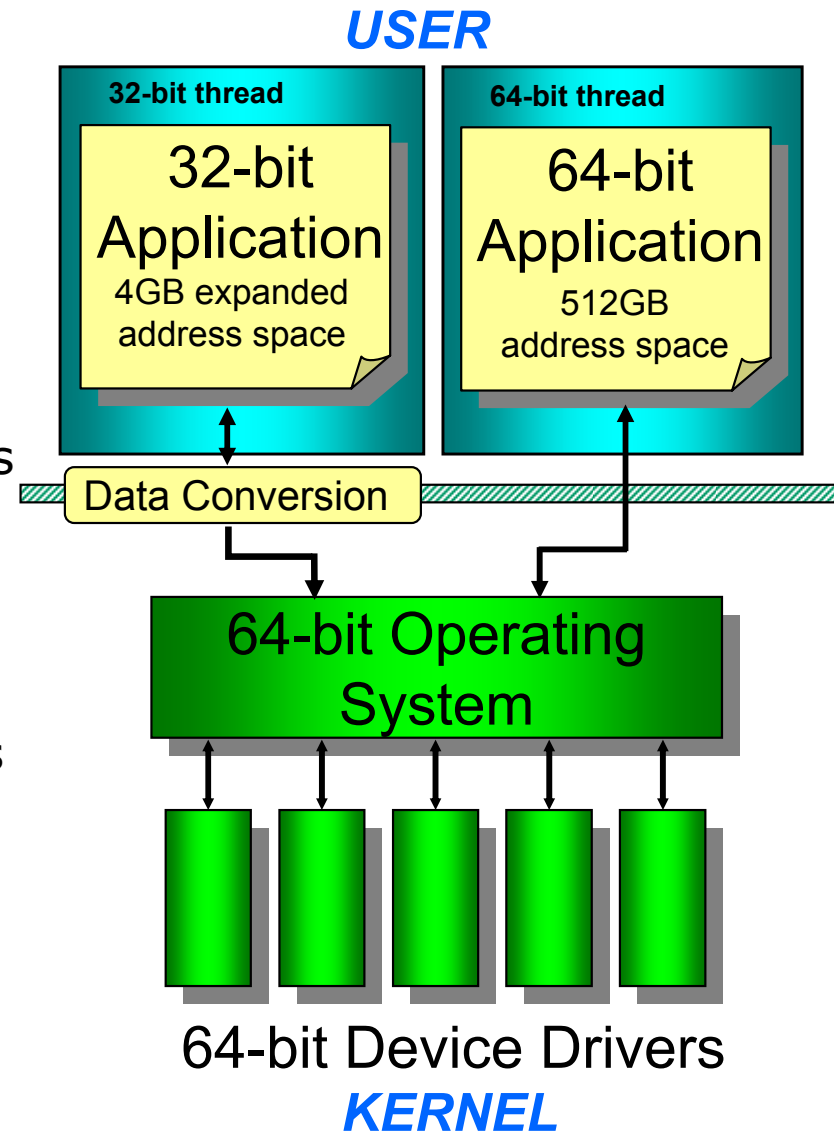 USER
32-bit thread
32-bit
Application
4GB expanded
address space
64-bit thread
64-bit
Application
512GB
address space
s
Data Conversion
64-bit Operating
System
s
64-bit Device Drivers
KERNEL